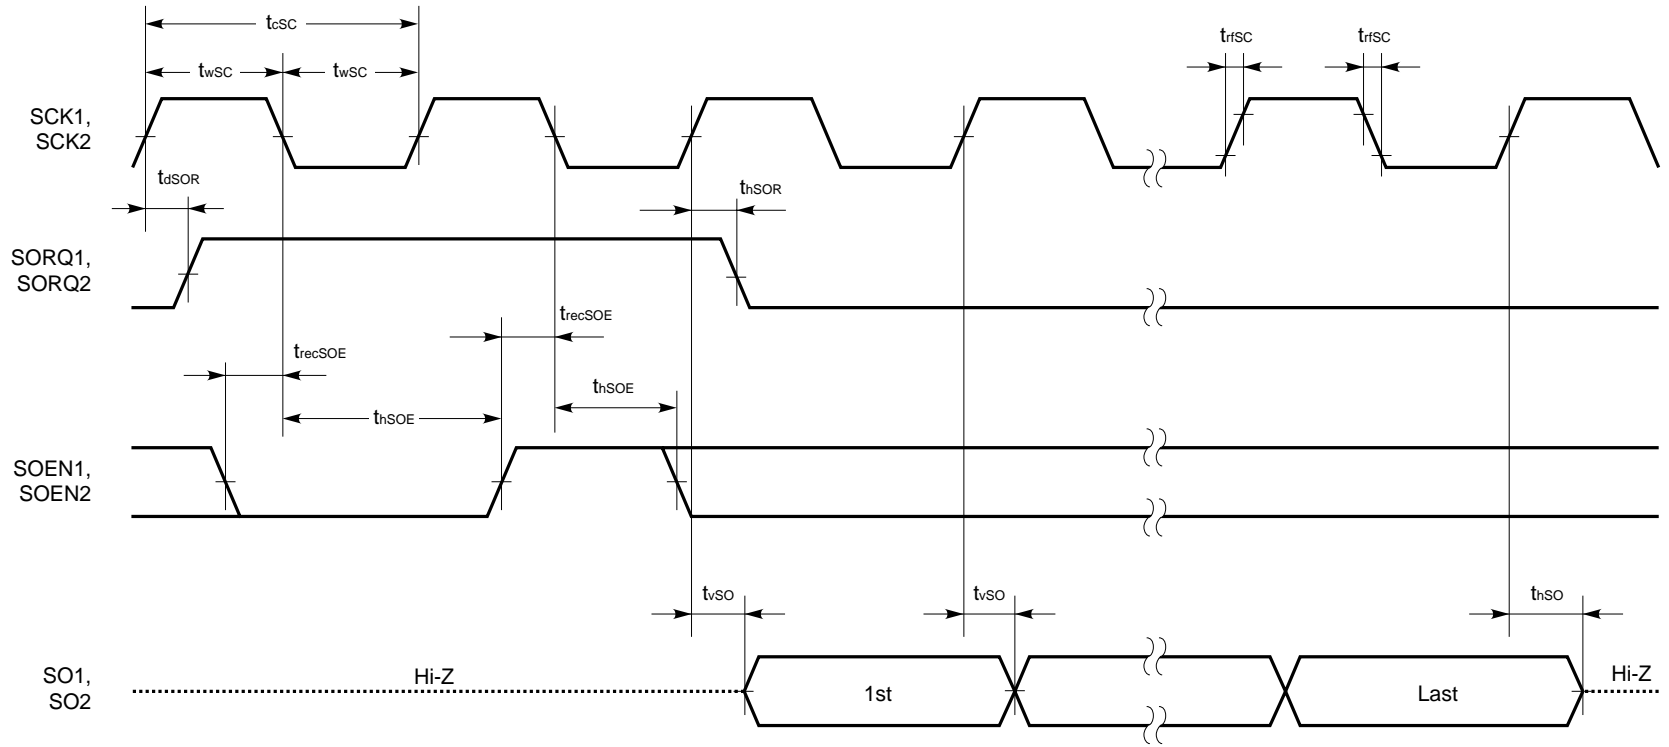 tcSC
twSC
twSC
trfSC
trfSC
SCK1,
SCK2
tdSOR
thSOR
SORQ1,
SORQ2
trecSOE
trecSOE
thSOE
thSOE
SOEN1,
SOEN2
tvSO
tvSO
thSO
SO1,
SO2
Hi-Z
1st
Last
Hi-Z